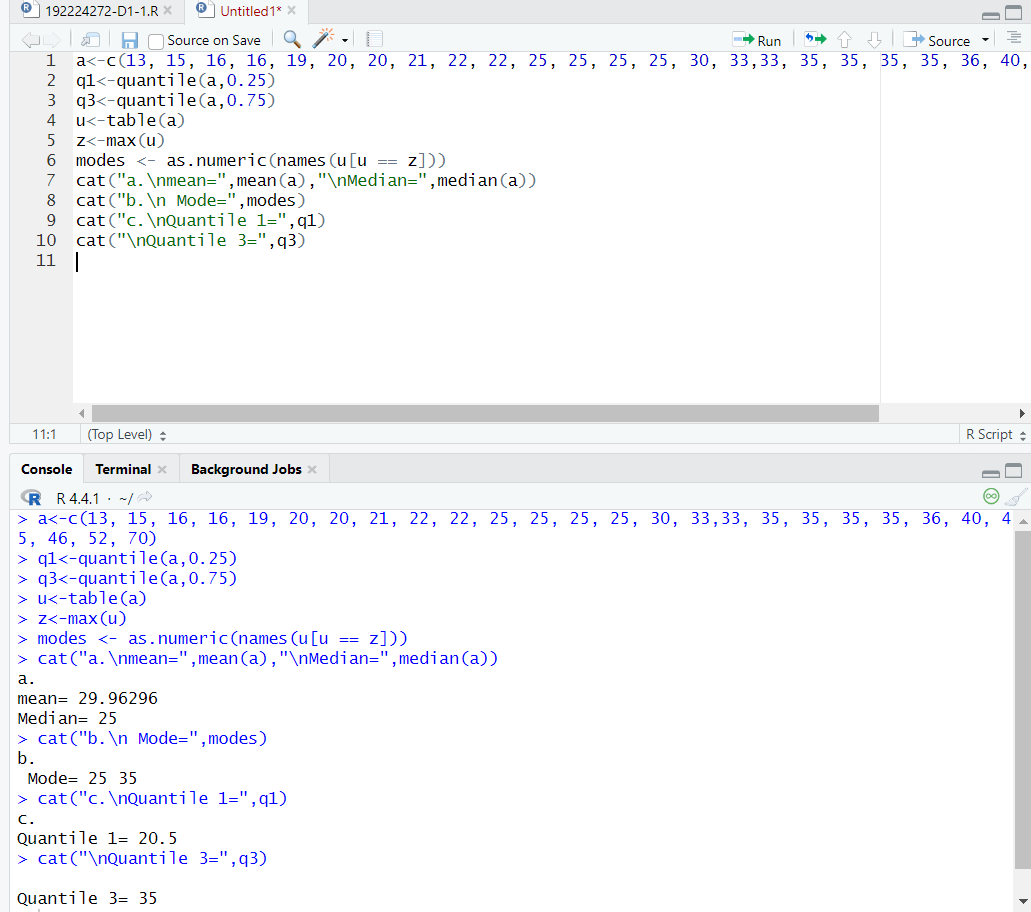 192224272-D1-1.R
Untitled1*
Source on Save
Run
Source
1 a<-c(13, 15, 16, 16, 19, 20, 20, 21, 22, 22, 25, 25, 25, 25, 30, 33,33, 35, 35, 35, 35, 36, 40,
2 q1<-quantile(a,0.25)
3 q3<-quantile(a,0.75)
4 u<-table(a)
5 z<-max(u)
6 modes <- as.numeric(names(u[u == z]))
7 cat("a.\nmean=",mean(a),"\nMedian=",median(a))
8 cat("b.\n Mode=",modes)
9 cat("c.\nQuantile 1=",q1)
10 cat("\nQuantile 3=",q3)
11
11:1 (Top Level) R Script
Console Terminal Background Jobs
R R 4.4.1 · ~/
> a<-c(13, 15, 16, 16, 19, 20, 20, 21, 22, 22, 25, 25, 25, 25, 30, 33,33, 35, 35, 35, 35, 36, 40, 4
5, 46, 52, 70)
> q1<-quantile(a,0.25)
> q3<-quantile(a,0.75)
> u<-table(a)
> z<-max(u)
> modes <- as.numeric(names(u[u == z]))
> cat("a.\nmean=",mean(a),"\nMedian=",median(a))
a.
mean= 29.96296
Median= 25
> cat("b.\n Mode=",modes)
b.
Mode= 25 35
> cat("c.\nQuantile 1=",q1)
c.
Quantile 1= 20.5
> cat("\nQuantile 3=",q3)
Quantile 3= 35